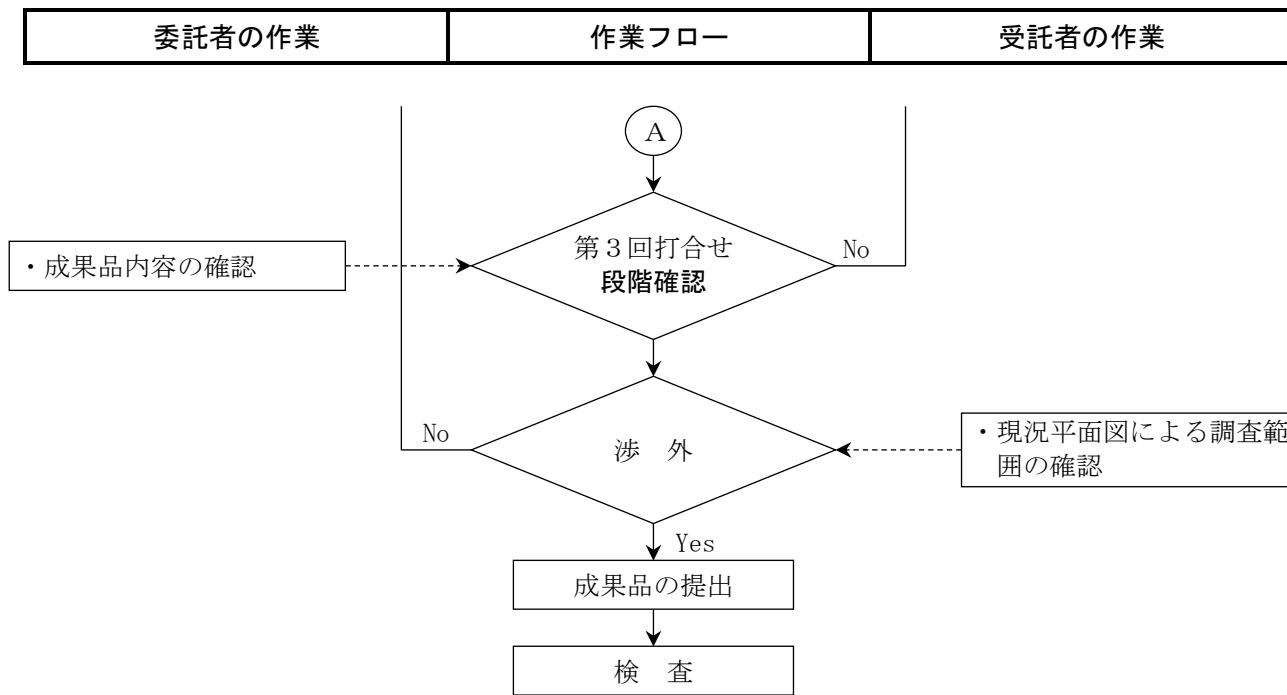 委託者の作業
作業フロー
受託者の作業
A
第３回打合せ
段階確認
No
・成果品内容の確認
渉　外
No
・現況平面図による調査範
囲の確認
Yes
成果品の提出
検　査